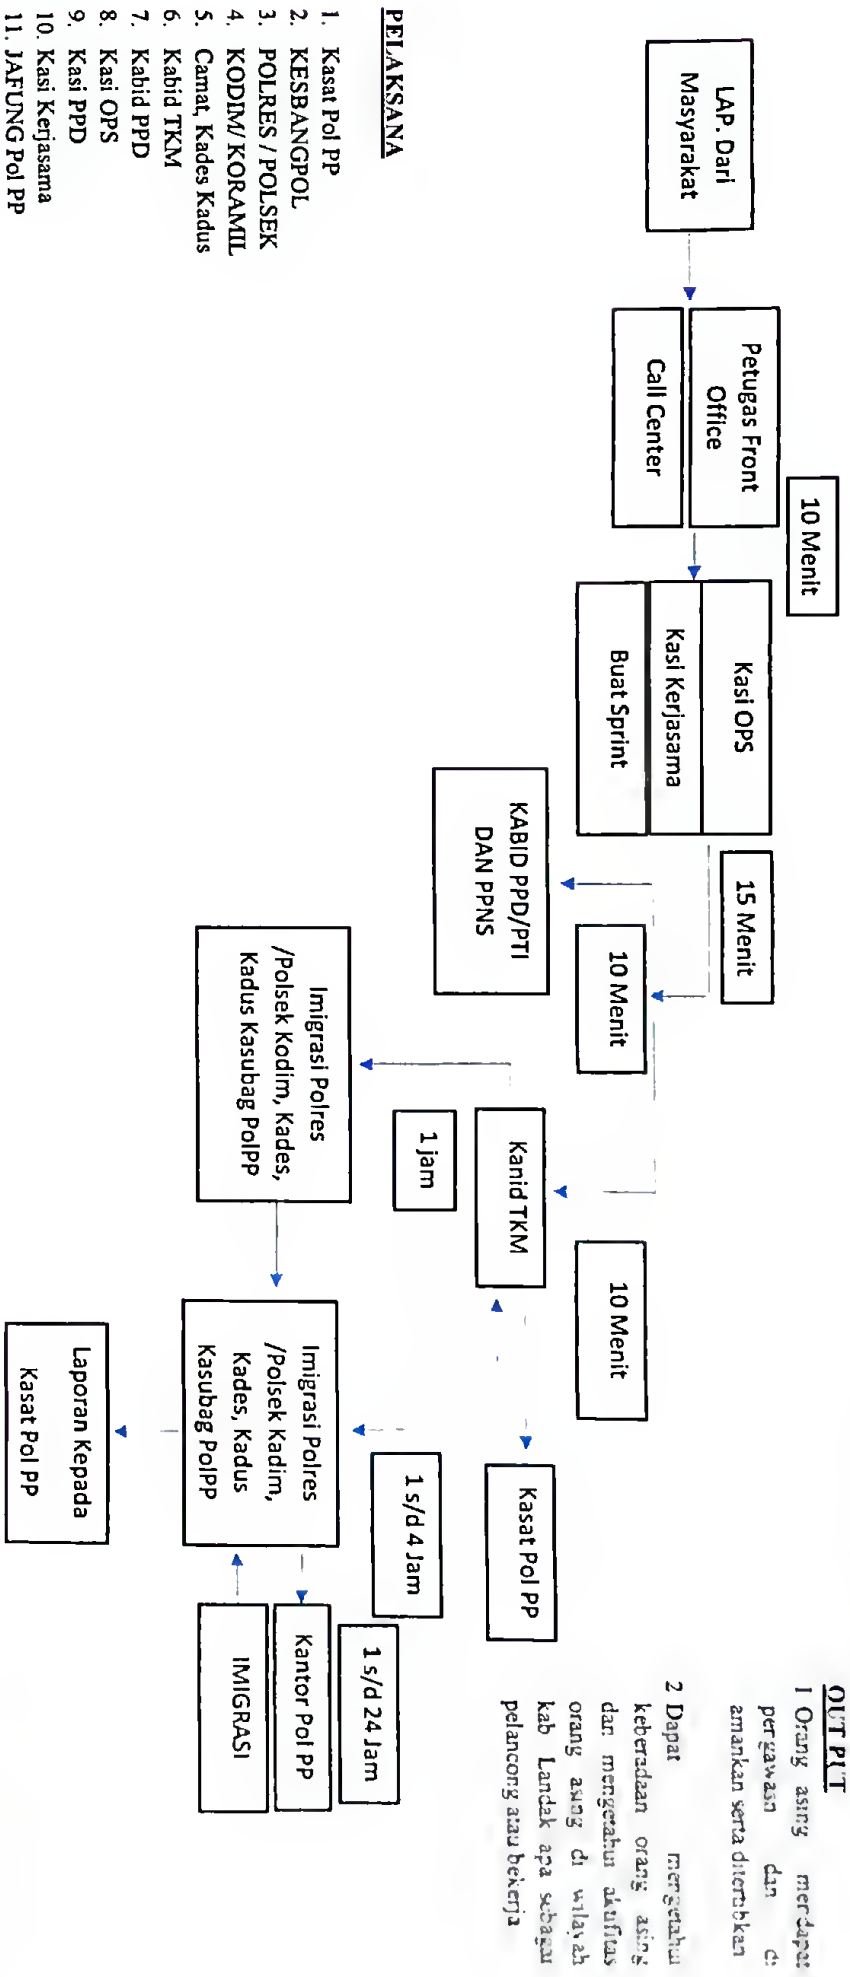 LAP. Dari
Masyarakat
Petugas Front
Office
Call Center
10 Menit
Kasi OPS
Kasi Kerjasama
Buat Sprint
15 Menit
KABID PPD/PTI
DAN PPNS
10 Menit
Kanid TKM
10 Menit
Kasat Pol PP
Imigrasi Polres
/Polsek Kodim, Kades,
Kadus Kasubag PolPP
1 jam
Imigrasi Polres
/Polsek Kadim,
Kades, Kadus
Kasubag PolPP
1 s/d 4 Jam
Kantor Pol PP
IMIGRASI
1 s/d 24 Jam
Laporan Kepada
Kasat Pol PP
OUT PUT
1 Orang asing merdapat
pergawasn dan di
amankan serta diterubkan
2 Dapat mengetahui
keberadaan orang asing
dan mengetahui akufitas
orang asing di wilayah
kab Landak apa sebagai
pelancong atau bekerja
PELAKSANA
1. Kasat Pol PP
2. KESBANGPOL
3. POLRES / POLSEK
4. KODIM/ KORAMIL
5. Camat, Kades Kadus
6. Kabid TKM
7. Kabid PPD
8. Kasi OPS
9. Kasi PPD
10. Kasi Kerjasama
11. JAFUNG Pol PP